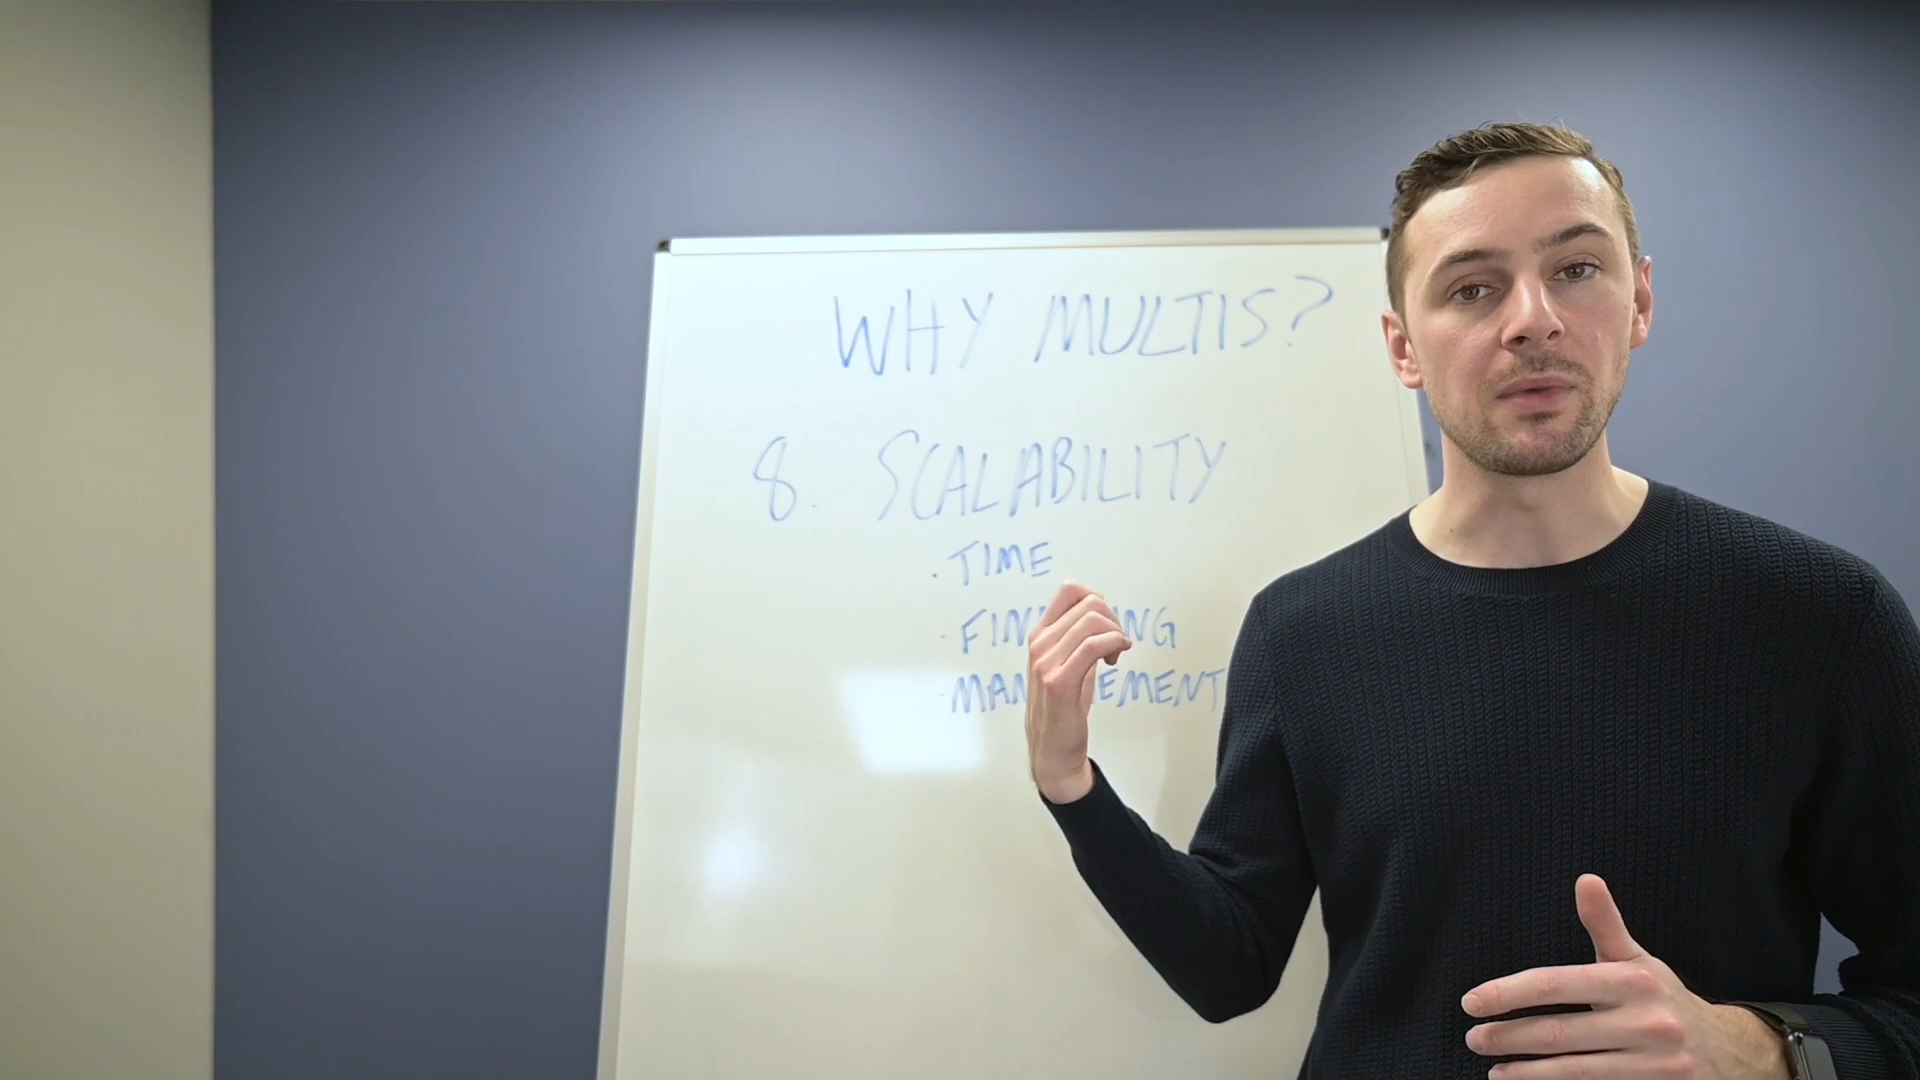 WHY MULTIS?
8. SCALABILITY
· TIME
·
·